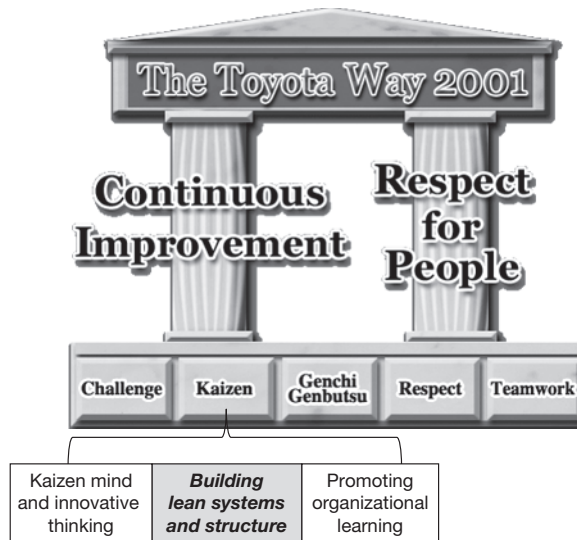 The Toyota Way 2001
Continuous
Improvement
Respect
for
People
Challenge
Kaizen
Genchi
Genbutsu
Respect
Teamwork
Kaizen mind
and innovative
thinking
Building
lean systems
and structure
Promoting
organizational
learning